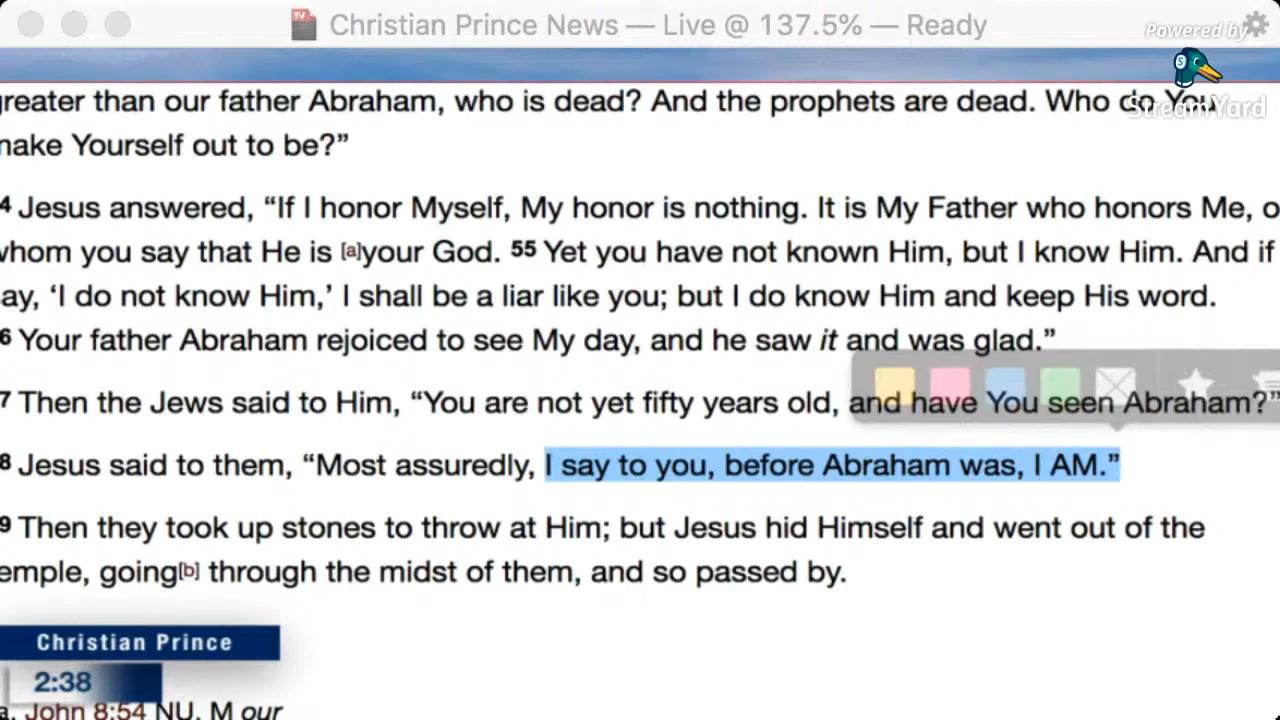 Christian Prince News — Live @ 137.5% — Ready
Powered by
StreamYard
greater than our father Abraham, who is dead? And the prophets are dead. Who do You
make Yourself out to be?”
4 Jesus answered, “If I honor Myself, My honor is nothing. It is My Father who honors Me, o
whom you say that He is [a]your God. 55 Yet you have not known Him, but I know Him. And if
ay, ‘I do not know Him,’ I shall be a liar like you; but I do know Him and keep His word.
6 Your father Abraham rejoiced to see My day, and he saw it and was glad.”
7 Then the Jews said to Him, “You are not yet fifty years old, and have You seen Abraham?”
8 Jesus said to them, “Most assuredly, I say to you, before Abraham was, I AM.”
9 Then they took up stones to throw at Him; but Jesus hid Himself and went out of the
emple, going[b] through the midst of them, and so passed by.
Christian Prince
2:38
a. John 8:54 NU, M our